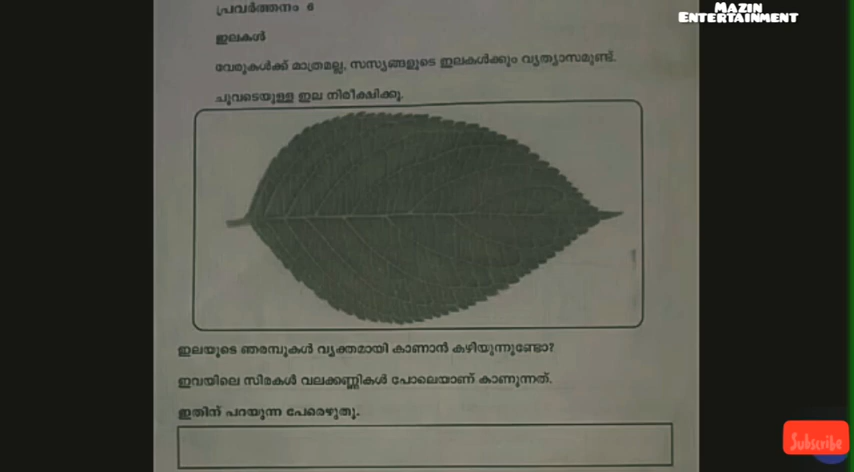 Mazin
Entertainment
പ്രവർത്തനം 6
ഇലകൾ
വേരുകൾക്ക് മാത്രമല്ല, സസ്യങ്ങളുടെ ഇലകൾക്കും വ്യത്യാസമുണ്ട്.
ചുവടെയുള്ള ഇല നിരീക്ഷിക്കൂ.
ഇലയുടെ ഞരമ്പുകൾ വ്യക്തമായി കാണാൻ കഴിയുന്നുണ്ടോ?
ഇവയിലെ സിരകൾ വലക്കണ്ണികൾ പോലെയാണ് കാണുന്നത്.
ഇതിന് പറയുന്ന പേരെഴുതൂ.
Subscribe